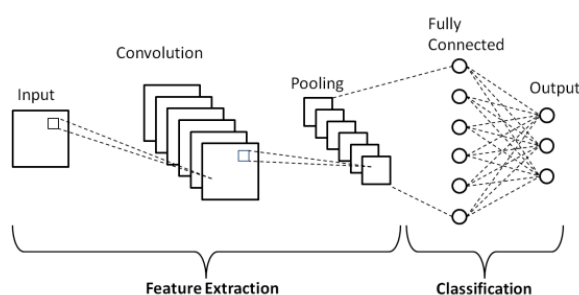 Input
Convolution
Pooling
Fully
Connected
Output
Feature Extraction
Classification